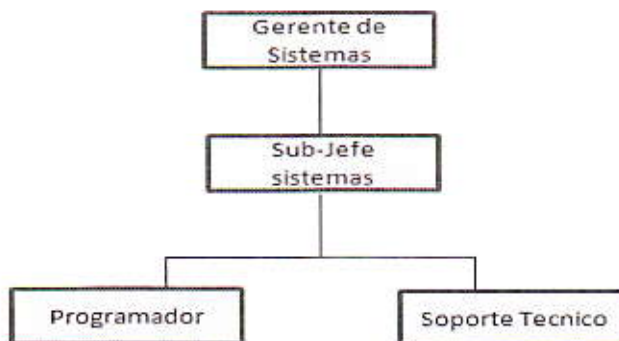 Gerente de
Sistemas
Sub-Jefe
sistemas
Programador
Soporte Tecnico